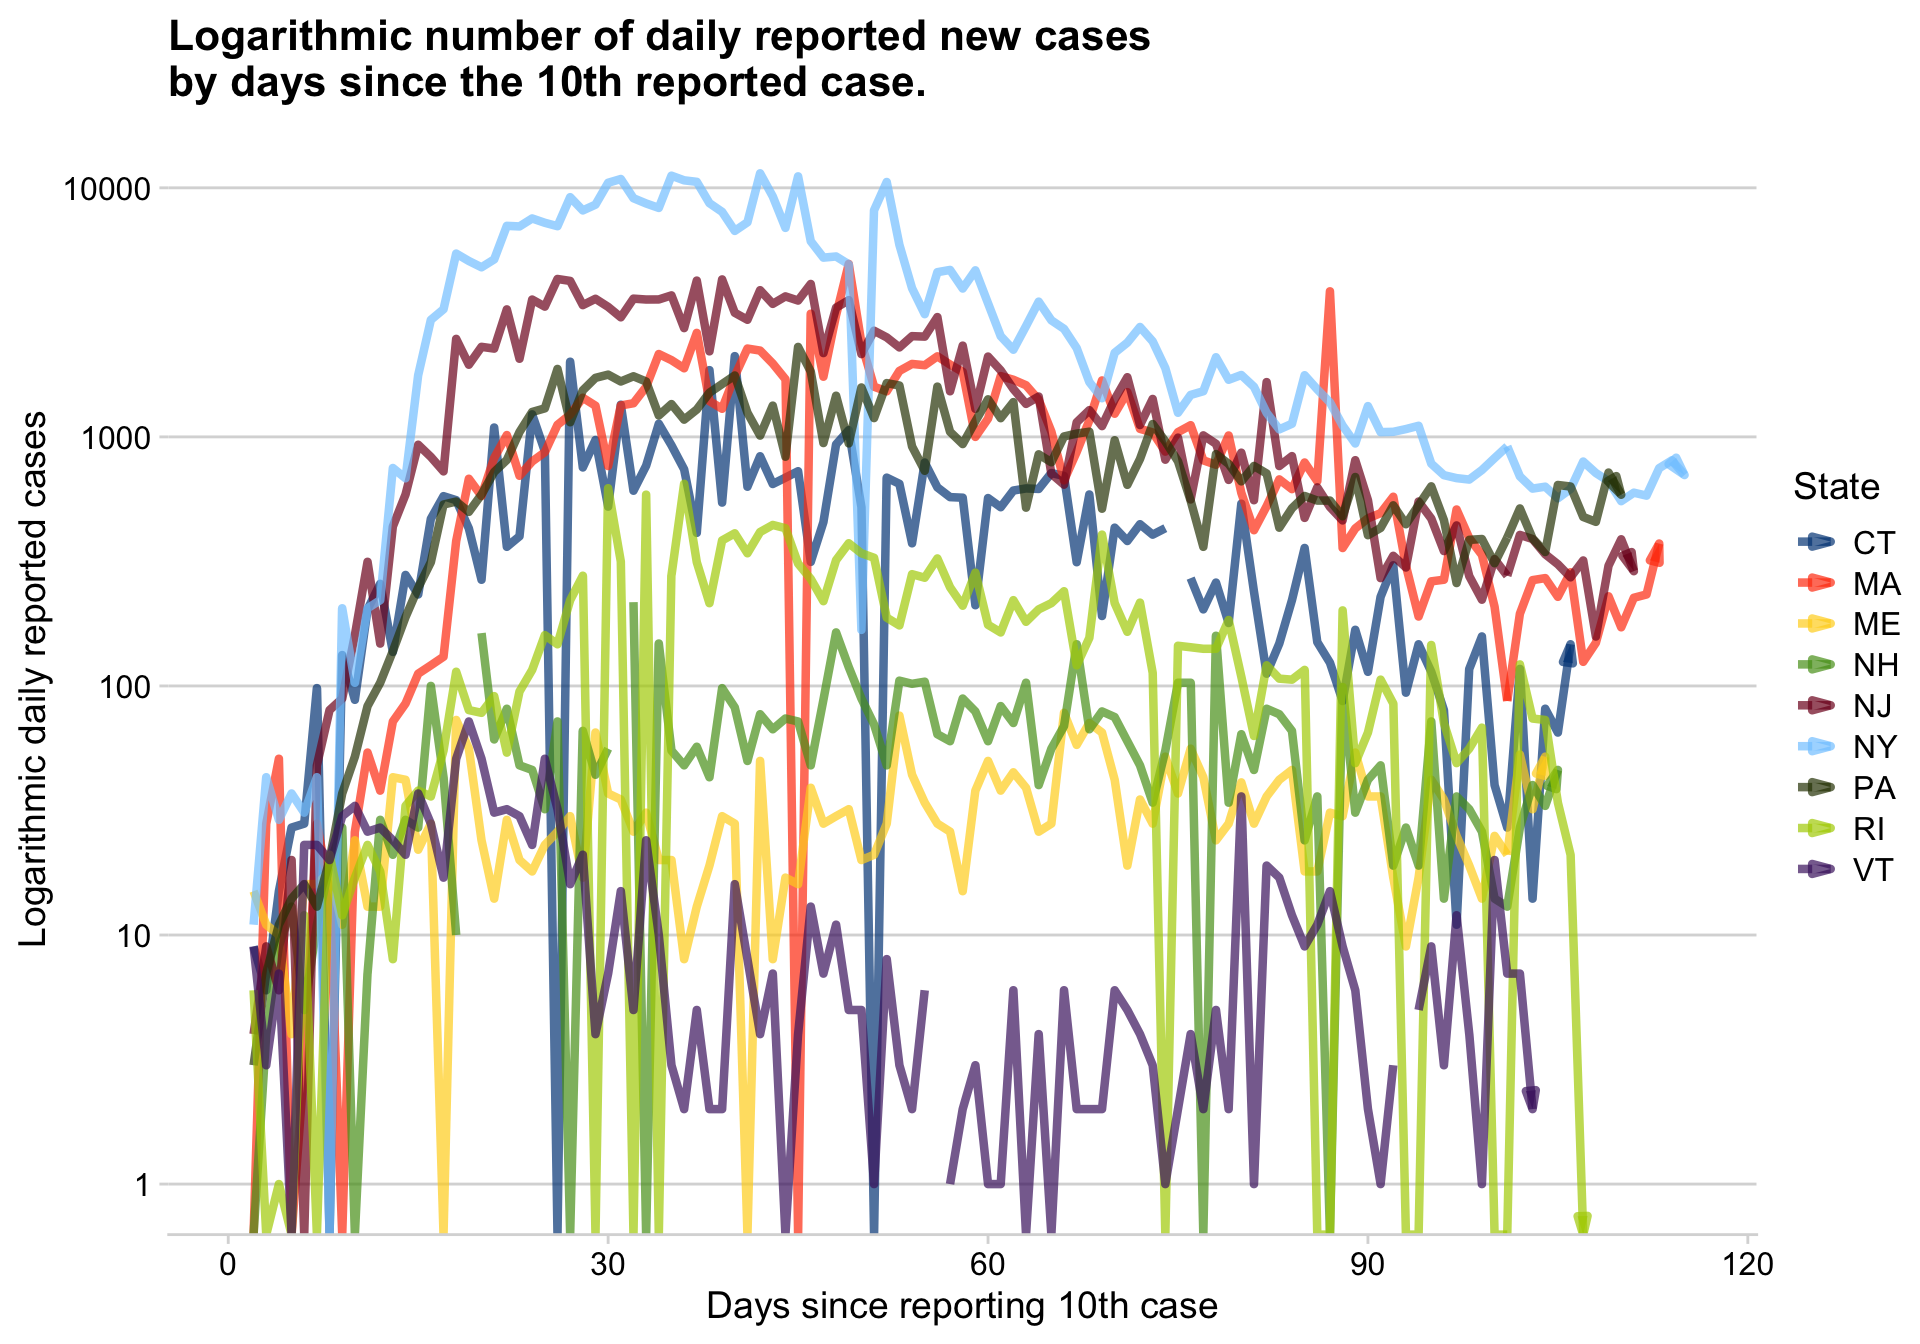 Logarithmic number of daily reported new cases
by days since the 10th reported case.
Logarithmic daily reported cases
10000
1000
100
10
1
0
30
60
90
120
Days since reporting 10th case
State
CT
MA
ME
NH
NJ
NY
PA
RI
VT